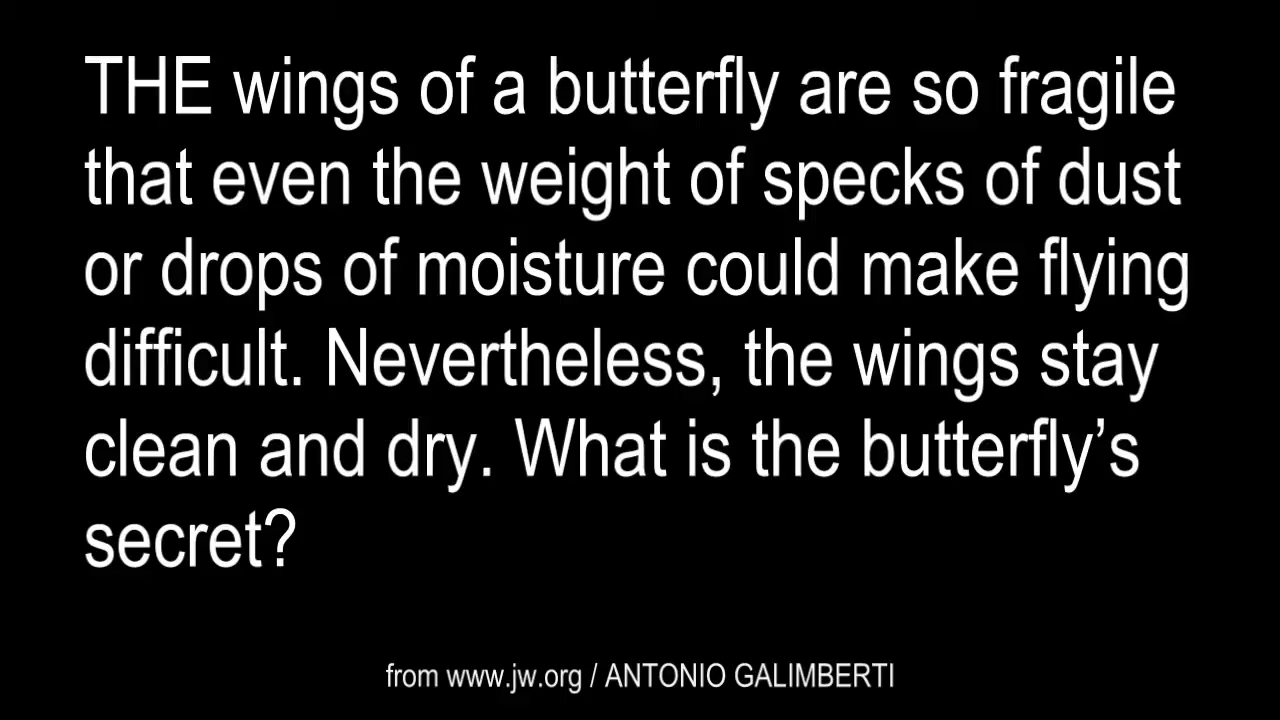 THE wings of a butterfly are so fragile
that even the weight of specks of dust
or drops of moisture could make flying
difficult. Nevertheless, the wings stay
clean and dry. What is the butterfly’s
secret?
from www.jw.org / ANTONIO GALIMBERTI